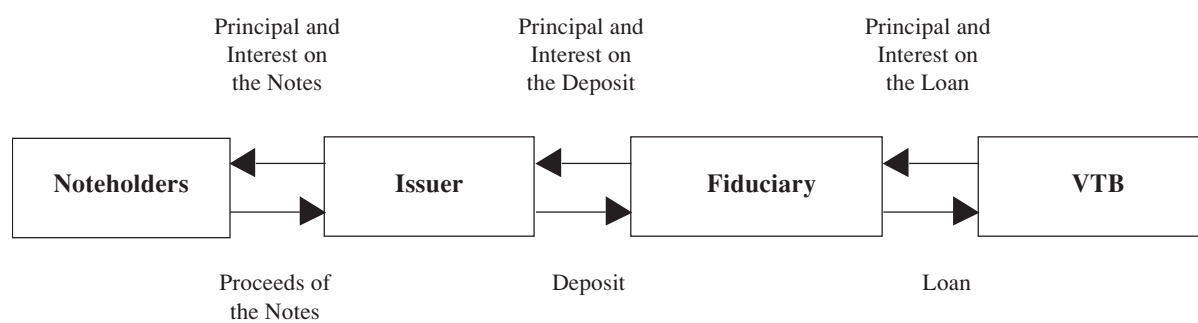 Principal and
Interest on
the Notes
Principal and
Interest on
the Deposit
Principal and
Interest on
the Loan
Noteholders
Issuer
Fiduciary
VTB
Proceeds of
the Notes
Deposit
Loan